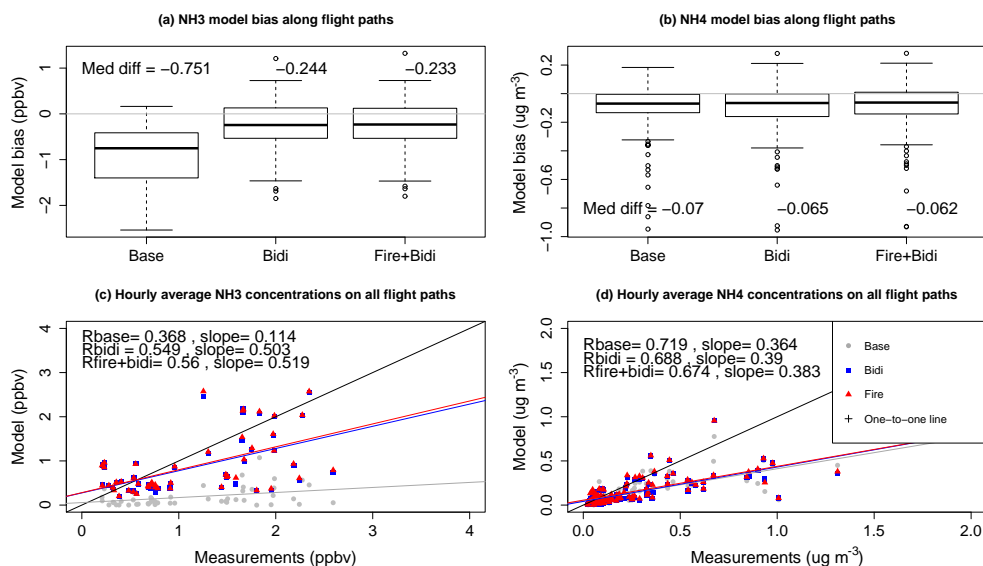 (a) NH3 model bias along flight paths
Model bias (ppbv)
1
0
−1
−2
Med diff = −0.751
−0.244
−0.233
Base
Bidi
Fire+Bidi
(b) NH4 model bias along flight paths
Model bias (ug m⁻³)
0.2
−0.2
−0.6
−1.0
Med diff = −0.07
−0.065
−0.062
Base
Bidi
Fire+Bidi
(c) Hourly average NH3 concentrations on all flight paths
Model (ppbv)
4
3
2
1
0
Rbase= 0.368 , slope= 0.114
Rbidi = 0.549 , slope= 0.503
Rfire+bidi= 0.56 , slope= 0.519
0
1
2
3
4
Measurements (ppbv)
(d) Hourly average NH4 concentrations on all flight paths
Model (ug m⁻³)
2.0
1.5
1.0
0.5
0.0
Rbase= 0.719 , slope= 0.364
Rbidi = 0.688 , slope= 0.39
Rfire+bidi= 0.674 , slope= 0.383
Base
Bidi
Fire
One−to−one line
0.0
0.5
1.0
1.5
2.0
Measurements (ug m⁻³)